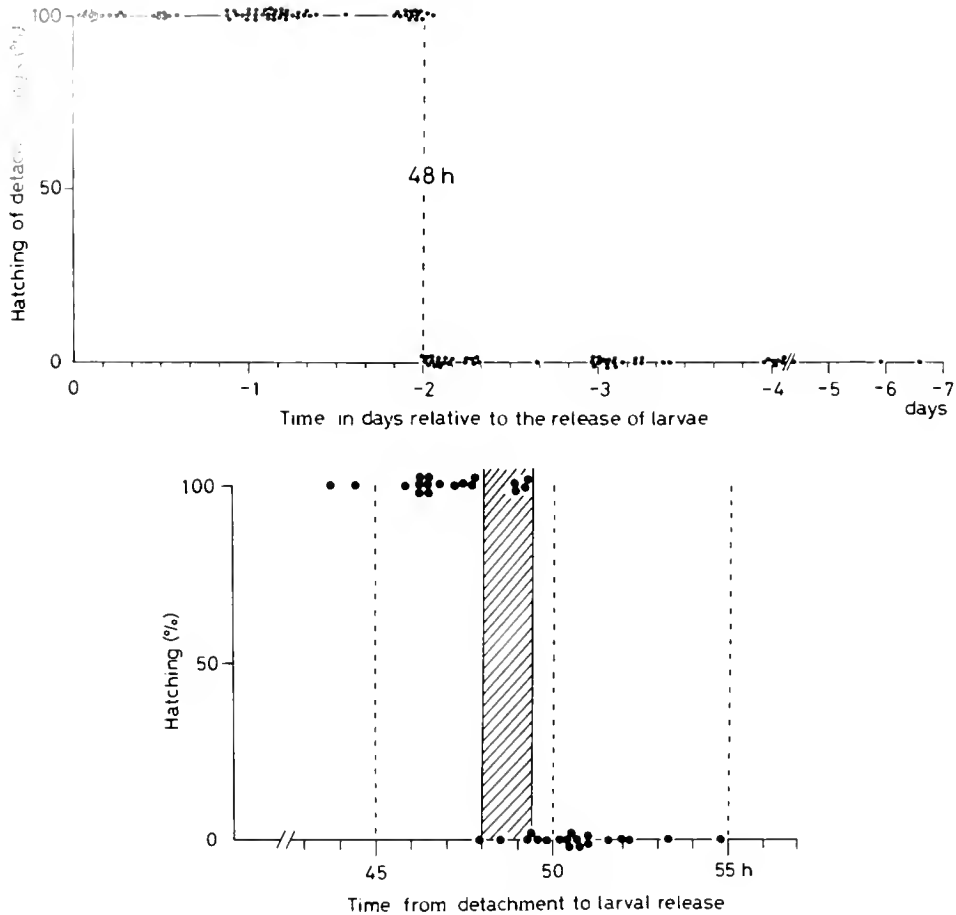 100
50
0
Hatching of
(%)
48 h
0 -1 -2 -3 -4 -5 -6 -7
days
Time in days relative to the release of larvae
100
50
0
Hatching (%)
45 50 55 h
Time from detachment to larval release